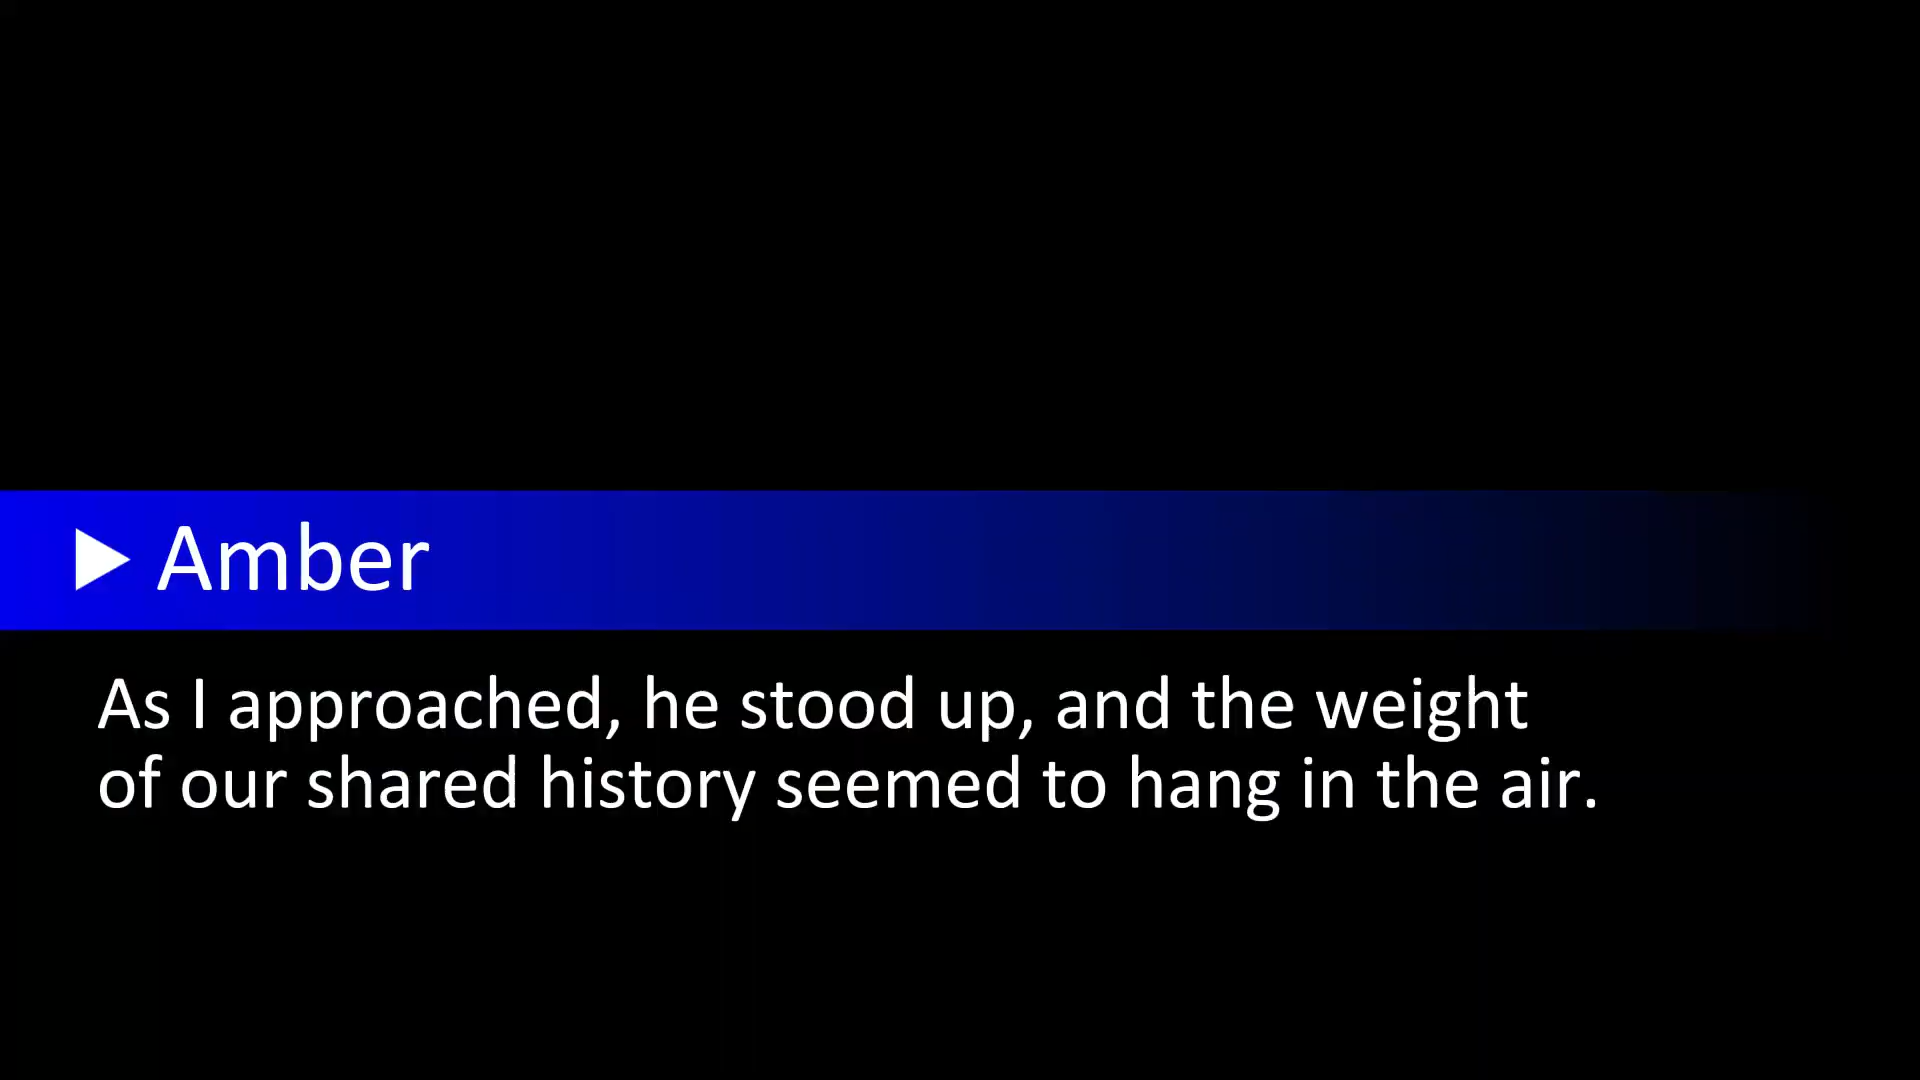 Amber
As I approached, he stood up, and the weight
of our shared history seemed to hang in the air.